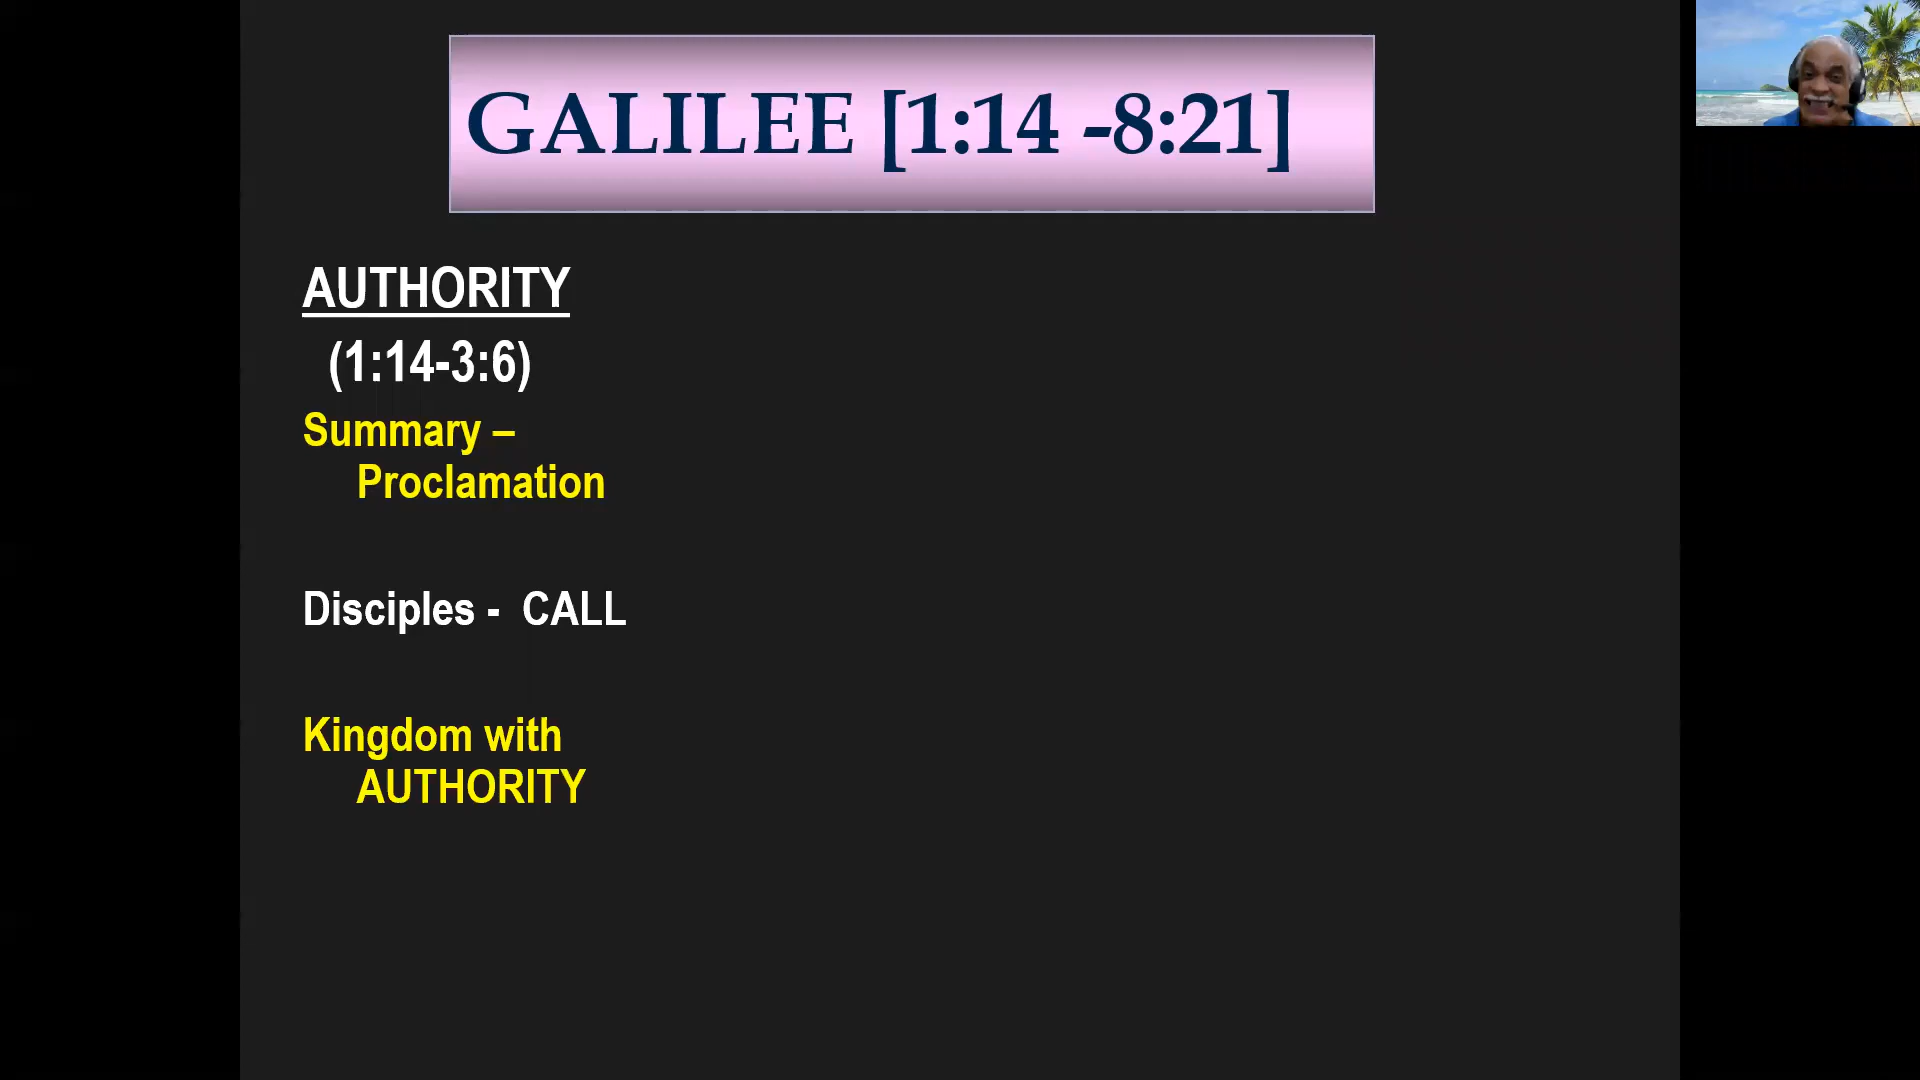 GALILEE [1:14 -8:21]
AUTHORITY
(1:14-3:6)
Summary –
Proclamation
Disciples - CALL
Kingdom with
AUTHORITY